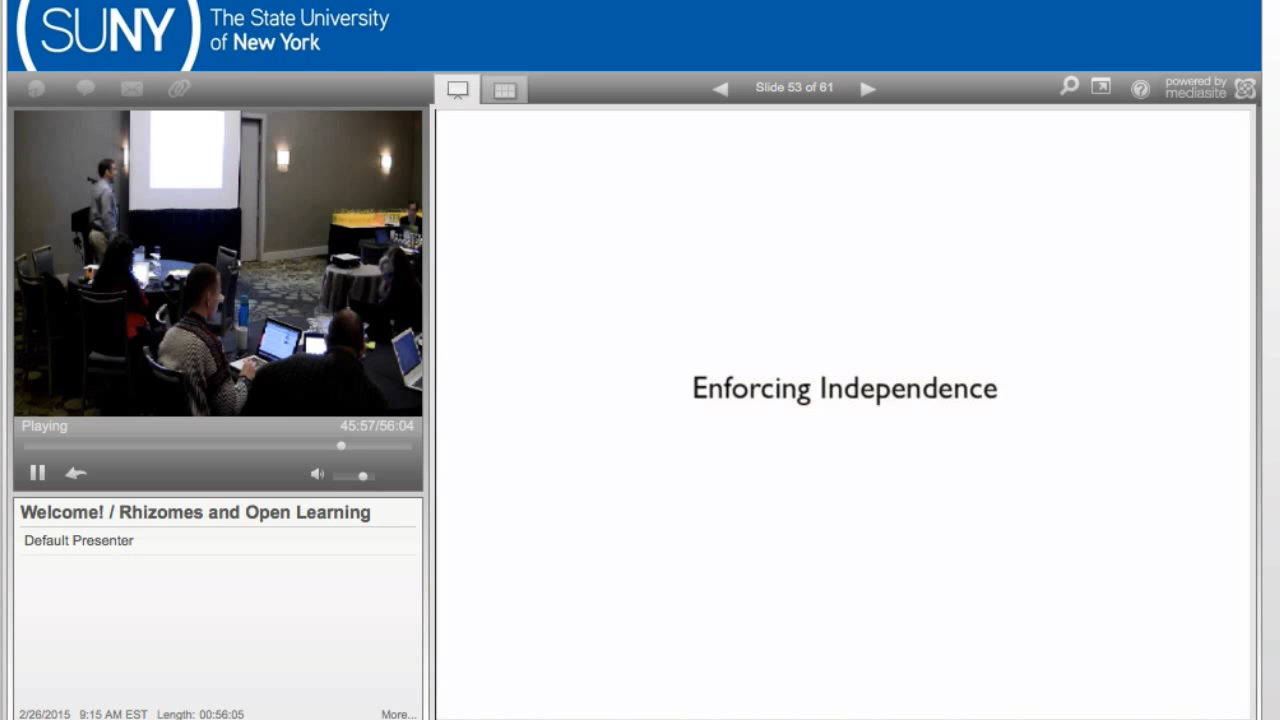 SUNY
The State University
of New York
Slide 53 of 61
powered by
mediasite
Enforcing Independence
Playing
45:57/56:04
Welcome! / Rhizomes and Open Learning
Default Presenter
2/26/2015 9:15 AM EST Length: 00:56:05
More...